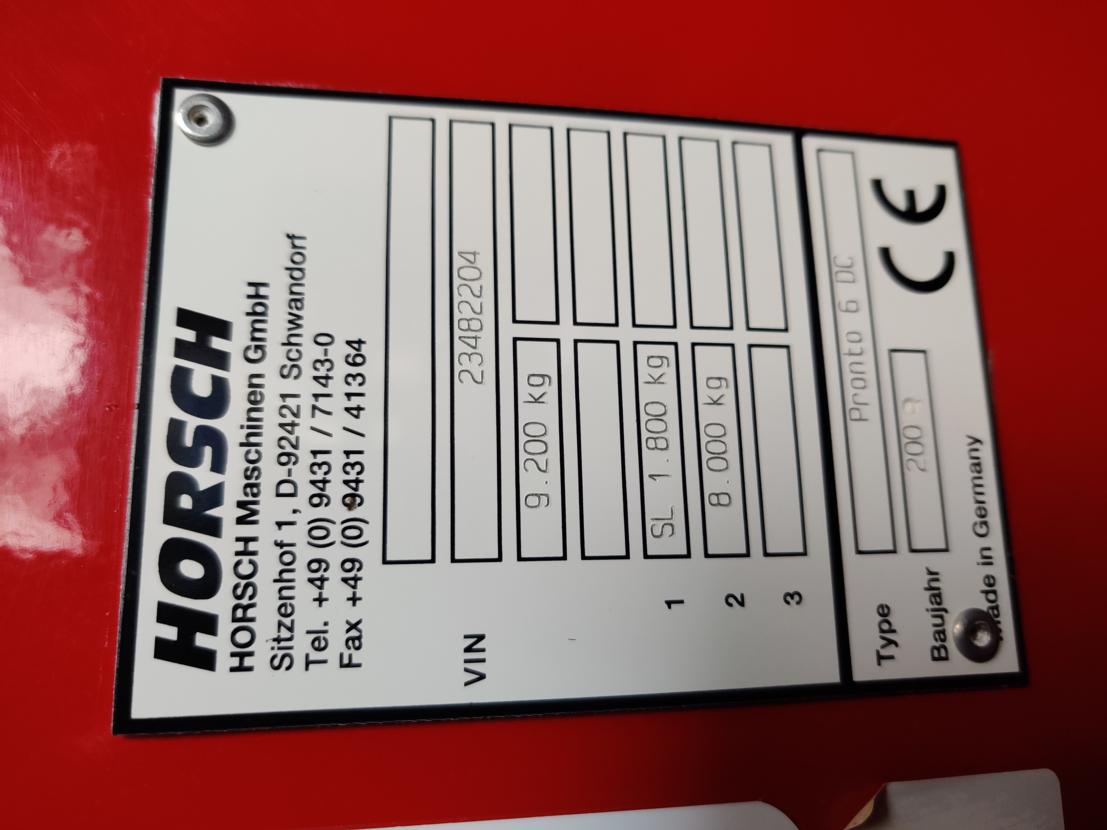 HORSCH
HORSCH Maschinen GmbH
Sitzenhof 1, D-92421 Schwandorf
Tel. +49 (0) 9431 / 7143-0
Fax +49 (0) 9431 / 413 64
VIN 23482204
9.200 kg
1 SL 1.800 kg
2 8.000 kg
3
Type Pronto 6 DC
Baujahr CE
Made in Germany